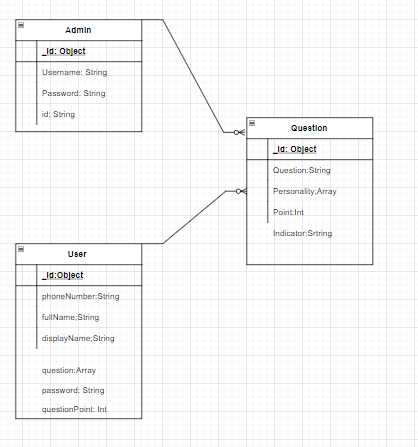 Admin
_id: Object
Username: String
Password: String
id: String
Question
_id: Object
Question:String
Personality;Array
Point:Int
Indicator:Srtring
User
_id:Object
phoneNumber:String
fullName;String
displayName;String
question:Array
password: String
questionPoint: Int